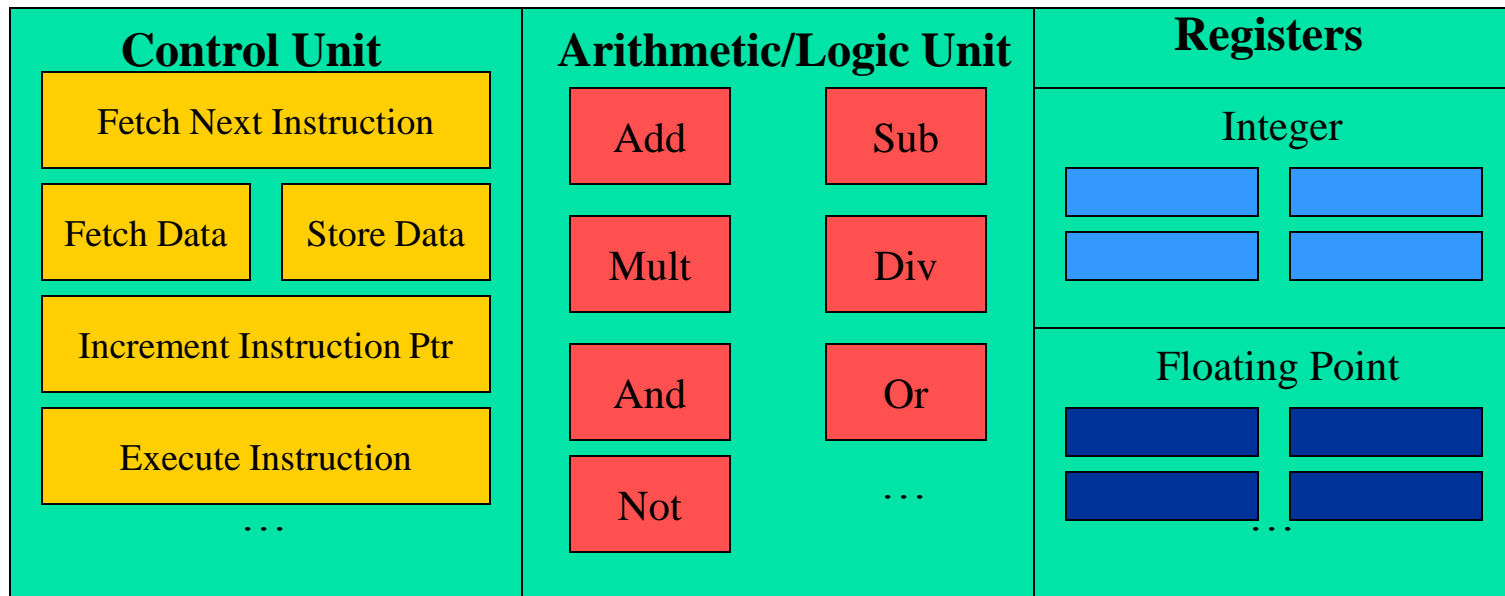 Control Unit
Fetch Next Instruction
Fetch Data
Store Data
Increment Instruction Ptr
Execute Instruction
…
Arithmetic/Logic Unit
Add
Sub
Mult
Div
And
Or
Not
…
Registers
Integer
Floating Point
…